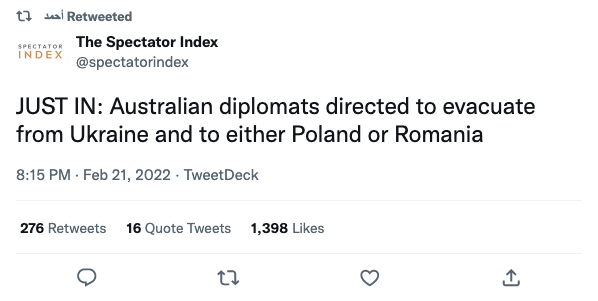 أحمد Retweeted
SPECTATOR
INDEX
The Spectator Index
@spectatorindex
JUST IN: Australian diplomats directed to evacuate
from Ukraine and to either Poland or Romania
8:15 PM · Feb 21, 2022 · TweetDeck
276 Retweets 16 Quote Tweets 1,398 Likes